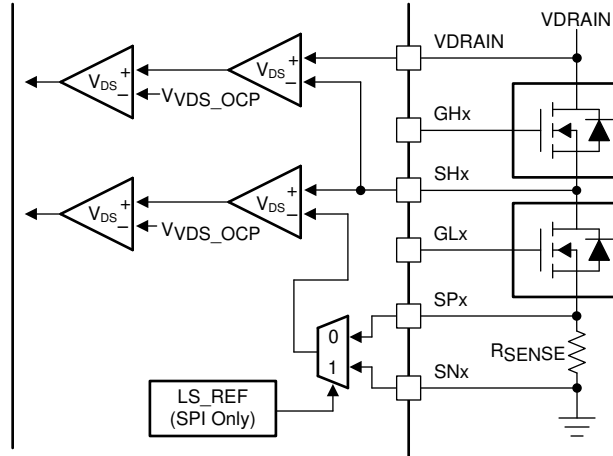 VDRAIN
VDRAIN
+
V_DS
−
V_VDS_OCP
+
V_DS
−
GHx
SHx
+
V_DS
−
V_VDS_OCP
+
V_DS
−
GLx
SPx
0
1
R_SENSE
SNx
LS_REF
(SPI Only)